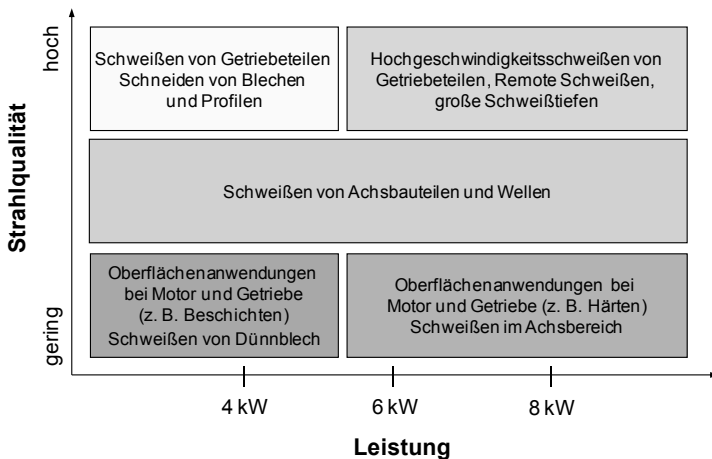 hoch
Schweißen von Getriebeteilen
Schneiden von Blechen
und Profilen
Hochgeschwindigkeitsschweißen von
Getriebeteilen, Remote Schweißen,
große Schweißtiefen
Strahlqualität
Schweißen von Achsbauteilen und Wellen
gering
Oberflächenanwendungen
bei Motor und Getriebe
(z. B. Beschichten)
Schweißen von Dünnblech
Oberflächenanwendungen bei
Motor und Getriebe (z. B. Härten)
Schweißen im Achsbereich
4 kW
6 kW
8 kW
Leistung